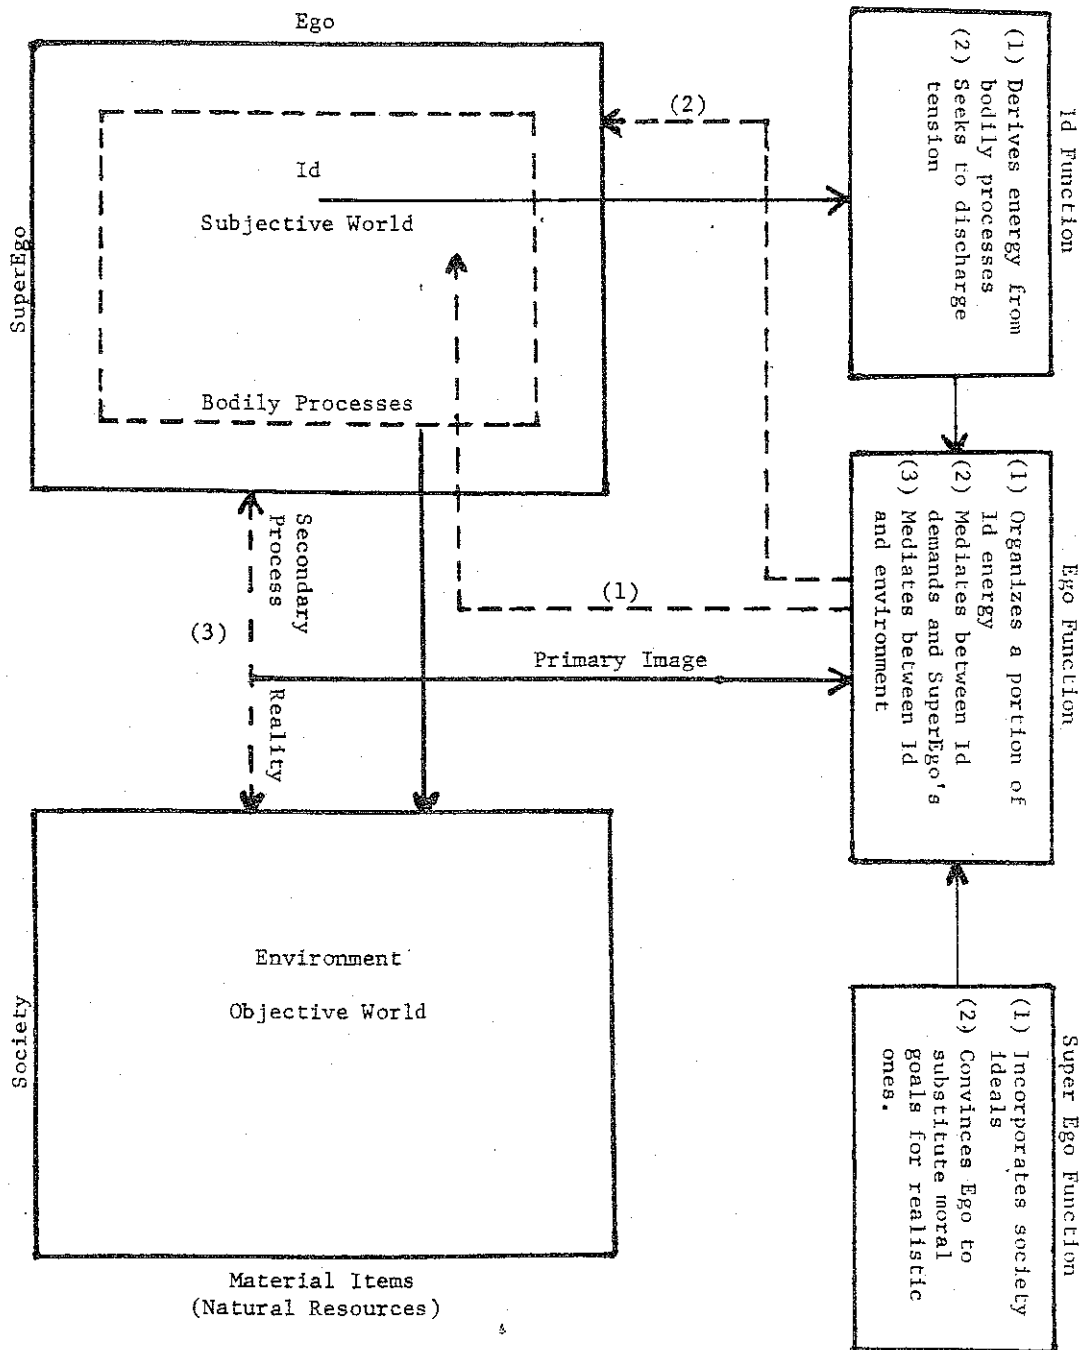 Ego
SuperEgo
Id
Subjective World
Bodily Processes
(2)
(1)
Secondary
Process
(3)
Reality
Primary Image
Environment
Objective World
Society
Material Items
(Natural Resources)
Id Function
(1) Derives energy from
bodily processes
(2) Seeks to discharge
tension
Ego Function
(1) Organizes a portion of
Id energy
(2) Mediates between Id
demands and SuperEgo's
(3) Mediates between Id
and environment
Super Ego Function
(1) Incorporates society
ideals
(2) Convinces Ego to
substitute moral
goals for realistic
ones.